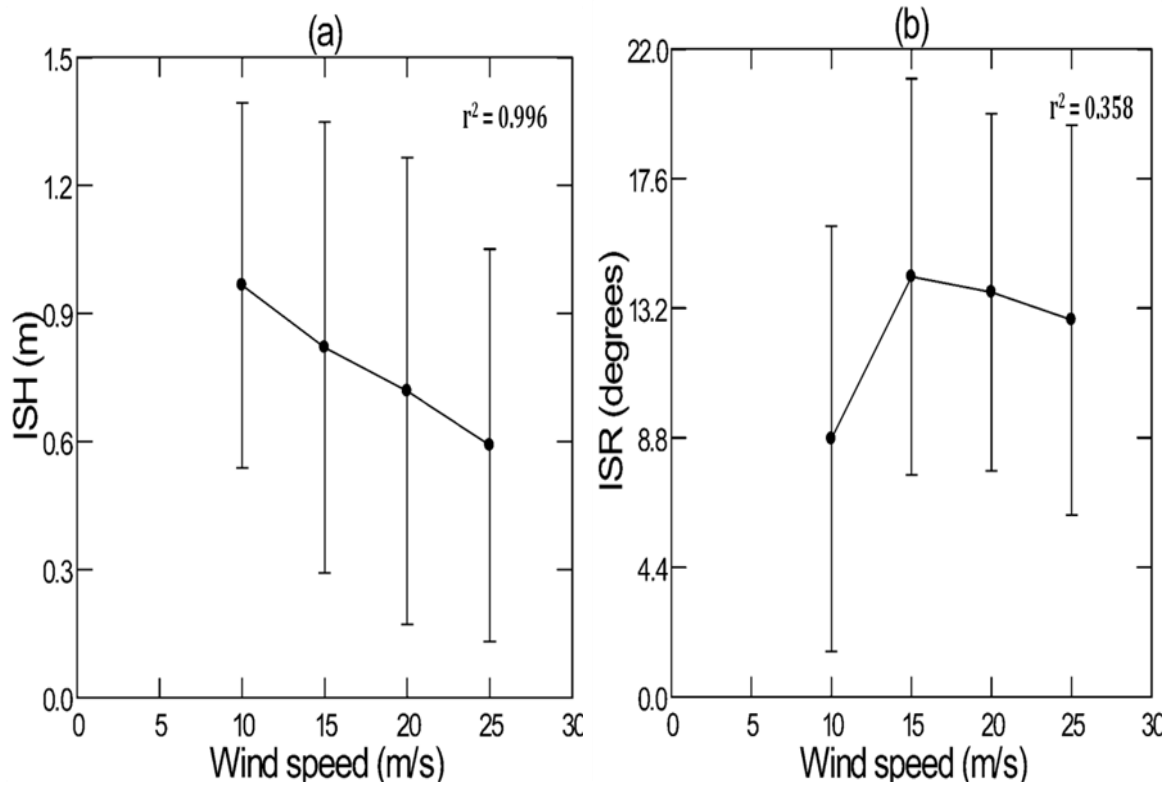 (a)
r² = 0.996
1.5
1.2
0.9
0.6
0.3
0.0
ISH (m)
0 5 10 15 20 25 30
Wind speed (m/s)
(b)
r² = 0.358
22.0
17.6
13.2
8.8
4.4
0.0
ISR (degrees)
0 5 10 15 20 25 30
Wind speed (m/s)